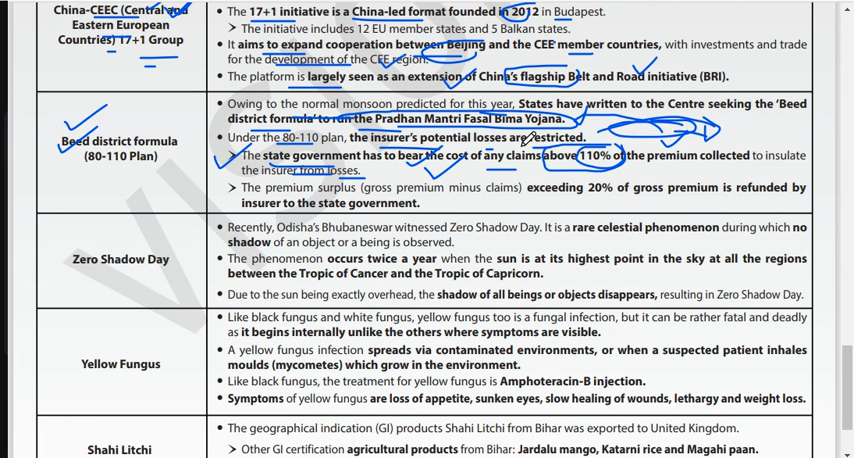 China-CEEC (Central and
Eastern European
Countries) 17+1 Group
• The 17+1 initiative is a China-led format founded in 2012 in Budapest.
➤ The initiative includes 12 EU member states and 5 Balkan states.
• It aims to expand cooperation between Beijing and the CEE member countries, with investments and trade
for the development of the CEE region.
• The platform is largely seen as an extension of China's flagship Belt and Road initiative (BRI).
Beed district formula
(80-110 Plan)
• Owing to the normal monsoon predicted for this year, States have written to the Centre seeking the 'Beed
district formula' to run the Pradhan Mantri Fasal Bima Yojana.
• Under the 80-110 plan, the insurer's potential losses are restricted.
➤ The state government has to bear the cost of any claims above 110% of the premium collected to insulate
the insurer from losses.
➤ The premium surplus (gross premium minus claims) exceeding 20% of gross premium is refunded by
insurer to the state government.
Zero Shadow Day
• Recently, Odisha's Bhubaneswar witnessed Zero Shadow Day. It is a rare celestial phenomenon during which no
shadow of an object or a being is observed.
• The phenomenon occurs twice a year when the sun is at its highest point in the sky at all the regions
between the Tropic of Cancer and the Tropic of Capricorn.
• Due to the sun being exactly overhead, the shadow of all beings or objects disappears, resulting in Zero Shadow Day.
Yellow Fungus
• Like black fungus and white fungus, yellow fungus too is a fungal infection, but it can be rather fatal and deadly
as it begins internally unlike the others where symptoms are visible.
• A yellow fungus infection spreads via contaminated environments, or when a suspected patient inhales
moulds (mycometes) which grow in the environment.
• Like black fungus, the treatment for yellow fungus is Amphoteracin-B injection.
• Symptoms of yellow fungus are loss of appetite, sunken eyes, slow healing of wounds, lethargy and weight loss.
Shahi Litchi
• The geographical indication (GI) products Shahi Litchi from Bihar was exported to United Kingdom.
➤ Other GI certification agricultural products from Bihar: Jardalu mango, Katarni rice and Magahi paan.